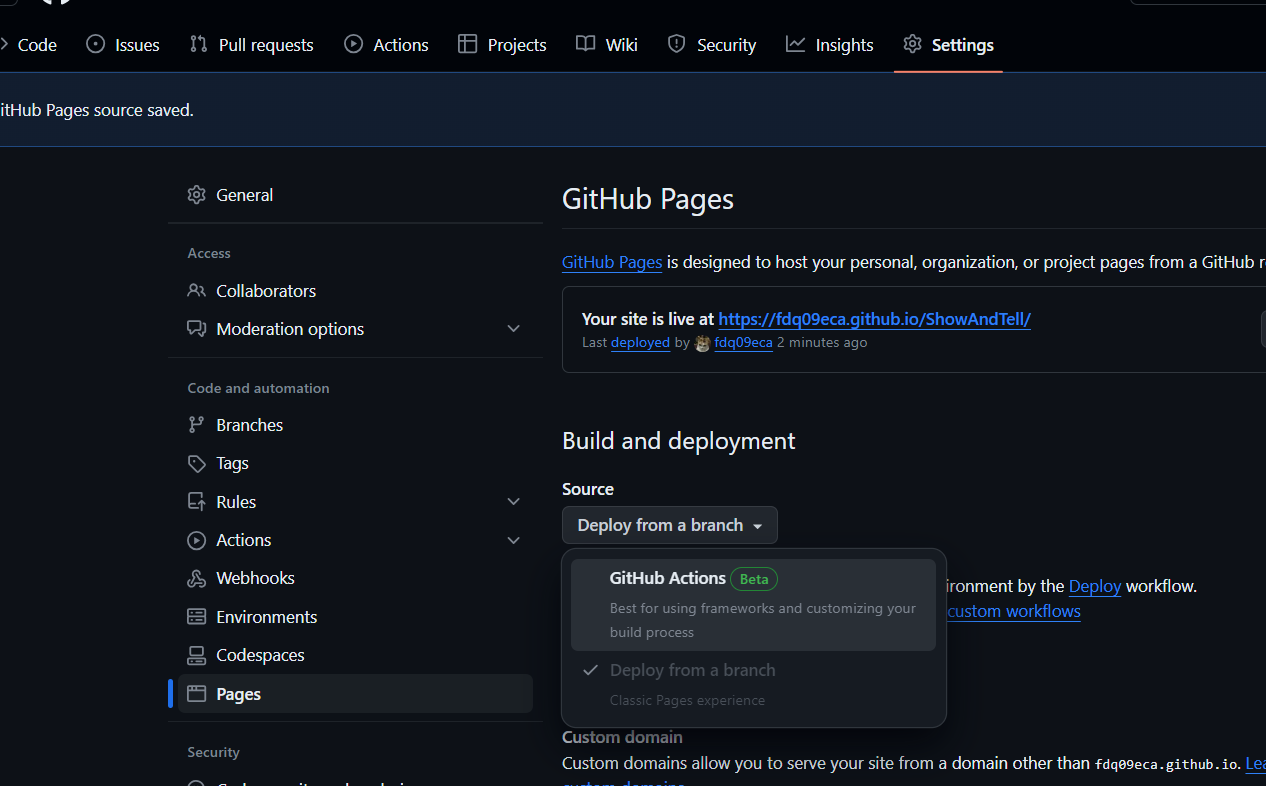 Code Issues Pull requests Actions Projects Wiki Security Insights Settings
itHub Pages source saved.
General
Access
Collaborators
Moderation options
Code and automation
Branches
Tags
Rules
Actions
Webhooks
Environments
Codespaces
Pages
Security
GitHub Pages
GitHub Pages is designed to host your personal, organization, or project pages from a GitHub r
Your site is live at https://fdq09eca.github.io/ShowAndTell/
Last deployed by fdq09eca 2 minutes ago
Build and deployment
Source
Deploy from a branch
GitHub Actions Beta
Best for using frameworks and customizing your
build process
Deploy from a branch
Classic Pages experience
ironment by the Deploy workflow.
custom workflows
Custom domain
Custom domains allow you to serve your site from a domain other than fdq09eca.github.io. Lea